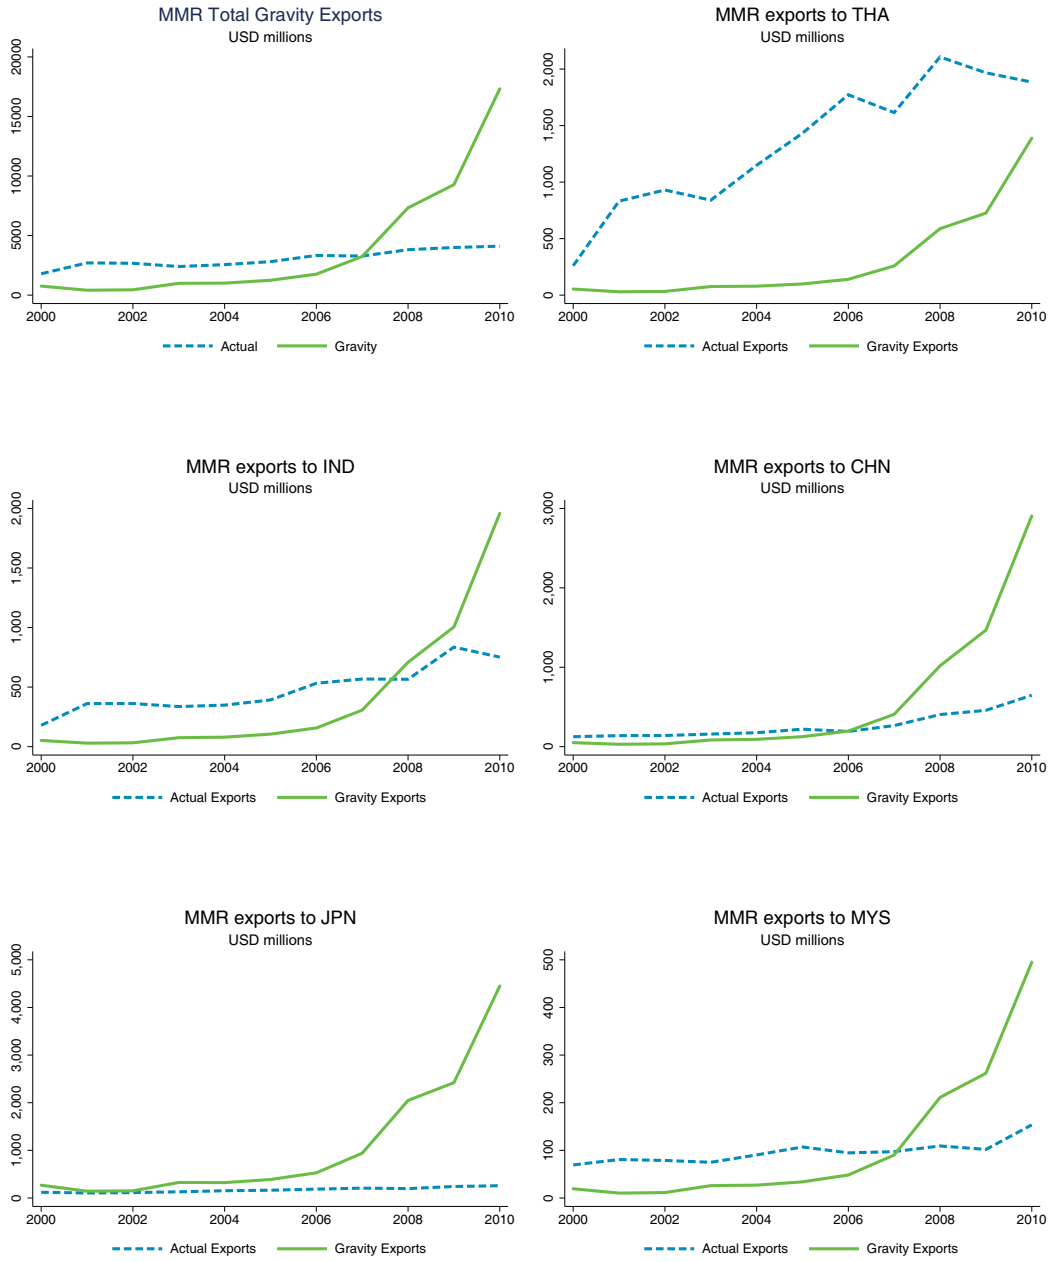 MMR Total Gravity Exports
USD millions
20000
15000
10000
5000
0
2000 2002 2004 2006 2008 2010
Actual Gravity
MMR exports to THA
USD millions
2,000
1,500
1,000
500
0
2000 2002 2004 2006 2008 2010
Actual Exports Gravity Exports
MMR exports to IND
USD millions
2,000
1,500
1,000
500
0
2000 2002 2004 2006 2008 2010
Actual Exports Gravity Exports
MMR exports to CHN
USD millions
3,000
2,000
1,000
0
2000 2002 2004 2006 2008 2010
Actual Exports Gravity Exports
MMR exports to JPN
USD millions
5,000
4,000
3,000
2,000
1,000
0
2000 2002 2004 2006 2008 2010
Actual Exports Gravity Exports
MMR exports to MYS
USD millions
500
400
300
200
100
0
2000 2002 2004 2006 2008 2010
Actual Exports Gravity Exports